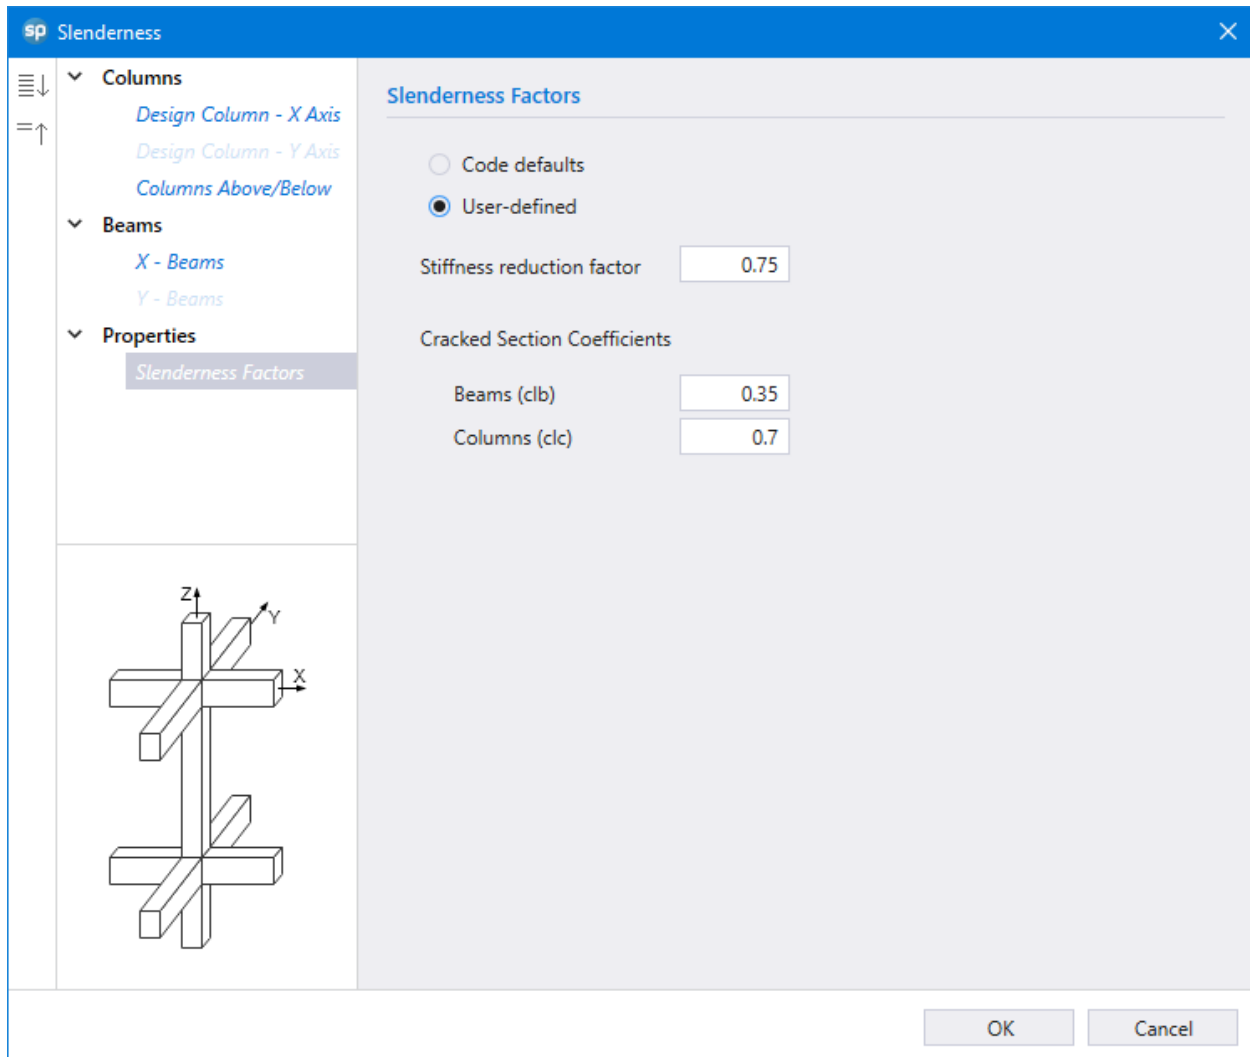 sp Slenderness
Columns
Design Column - X Axis
Design Column - Y Axis
Columns Above/Below
Beams
X - Beams
Y - Beams
Properties
Slenderness Factors
Z
Y
X
Slenderness Factors
Code defaults
User-defined
Stiffness reduction factor 0.75
Cracked Section Coefficients
Beams (clb) 0.35
Columns (clc) 0.7
OK Cancel